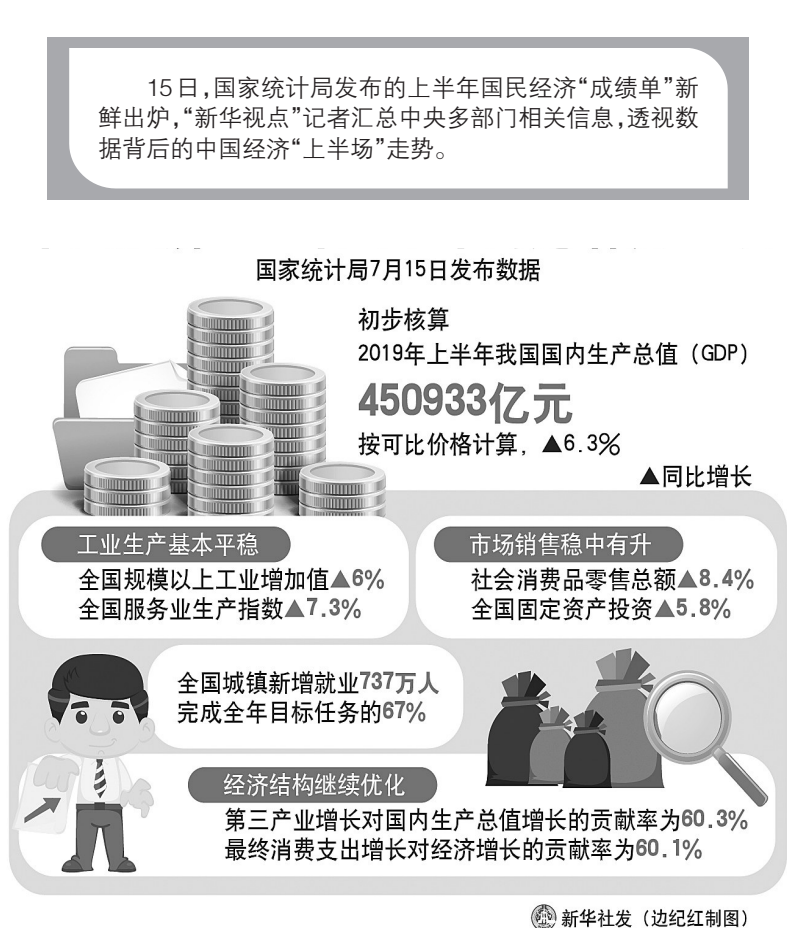 15日,国家统计局发布的上半年国民经济“成绩单”新
鲜出炉,“新华视点”记者汇总中央多部门相关信息,透视数
据背后的中国经济“上半场”走势。
国家统计局7月15日发布数据
初步核算
2019年上半年我国国内生产总值（GDP）
450933亿元
按可比价格计算，▲6.3%
▲同比增长
工业生产基本平稳
全国规模以上工业增加值▲6%
全国服务业生产指数▲7.3%
市场销售稳中有升
社会消费品零售总额▲8.4%
全国固定资产投资▲5.8%
全国城镇新增就业737万人
完成全年目标任务的67%
经济结构继续优化
第三产业增长对国内生产总值增长的贡献率为60.3%
最终消费支出增长对经济增长的贡献率为60.1%
新华社发（边纪红制图）